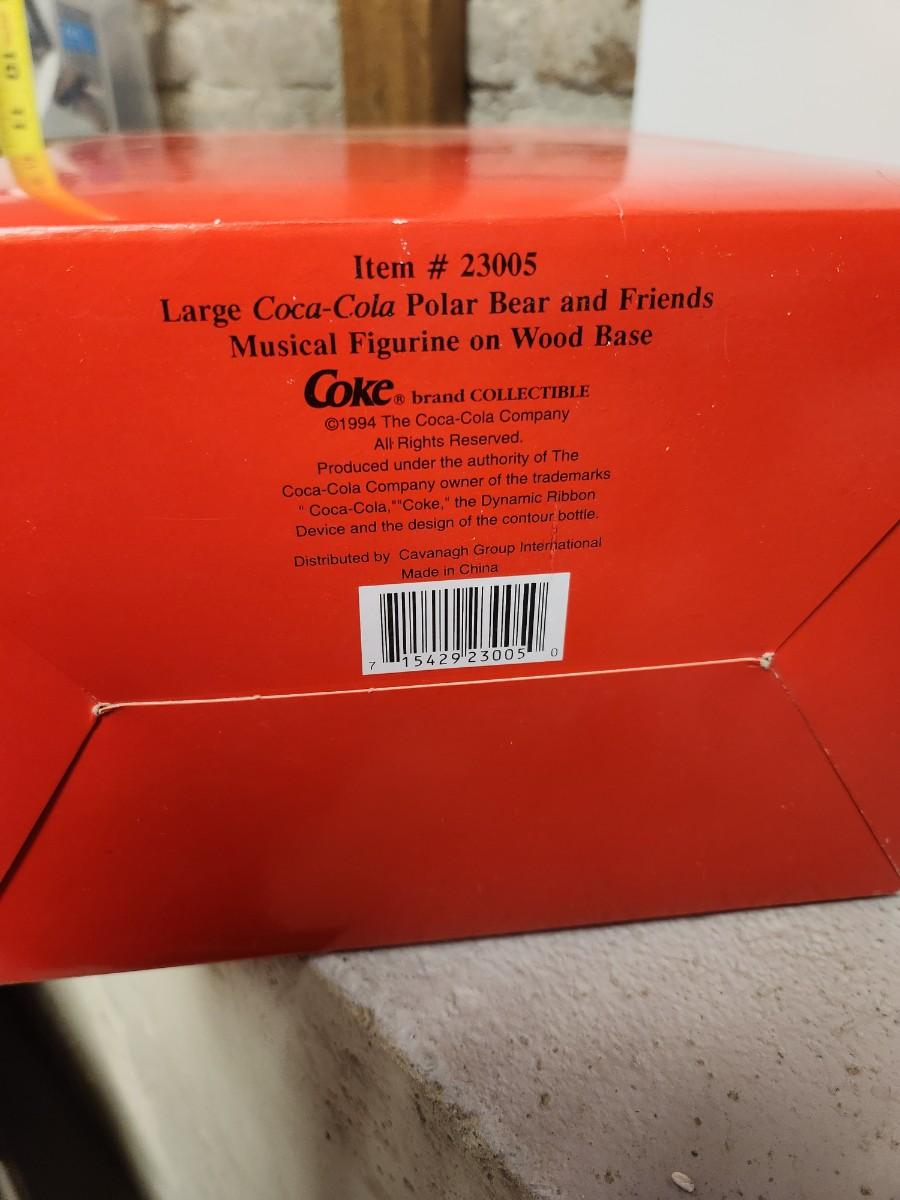 10
11
Item # 23005
Large Coca-Cola Polar Bear and Friends
Musical Figurine on Wood Base
Coke® brand COLLECTIBLE
©1994 The Coca-Cola Company
All Rights Reserved.
Produced under the authority of The
Coca-Cola Company owner of the trademarks
" Coca-Cola,""Coke," the Dynamic Ribbon
Device and the design of the contour bottle.
Distributed by Cavanagh Group International
Made in China
7 15429 23005 0